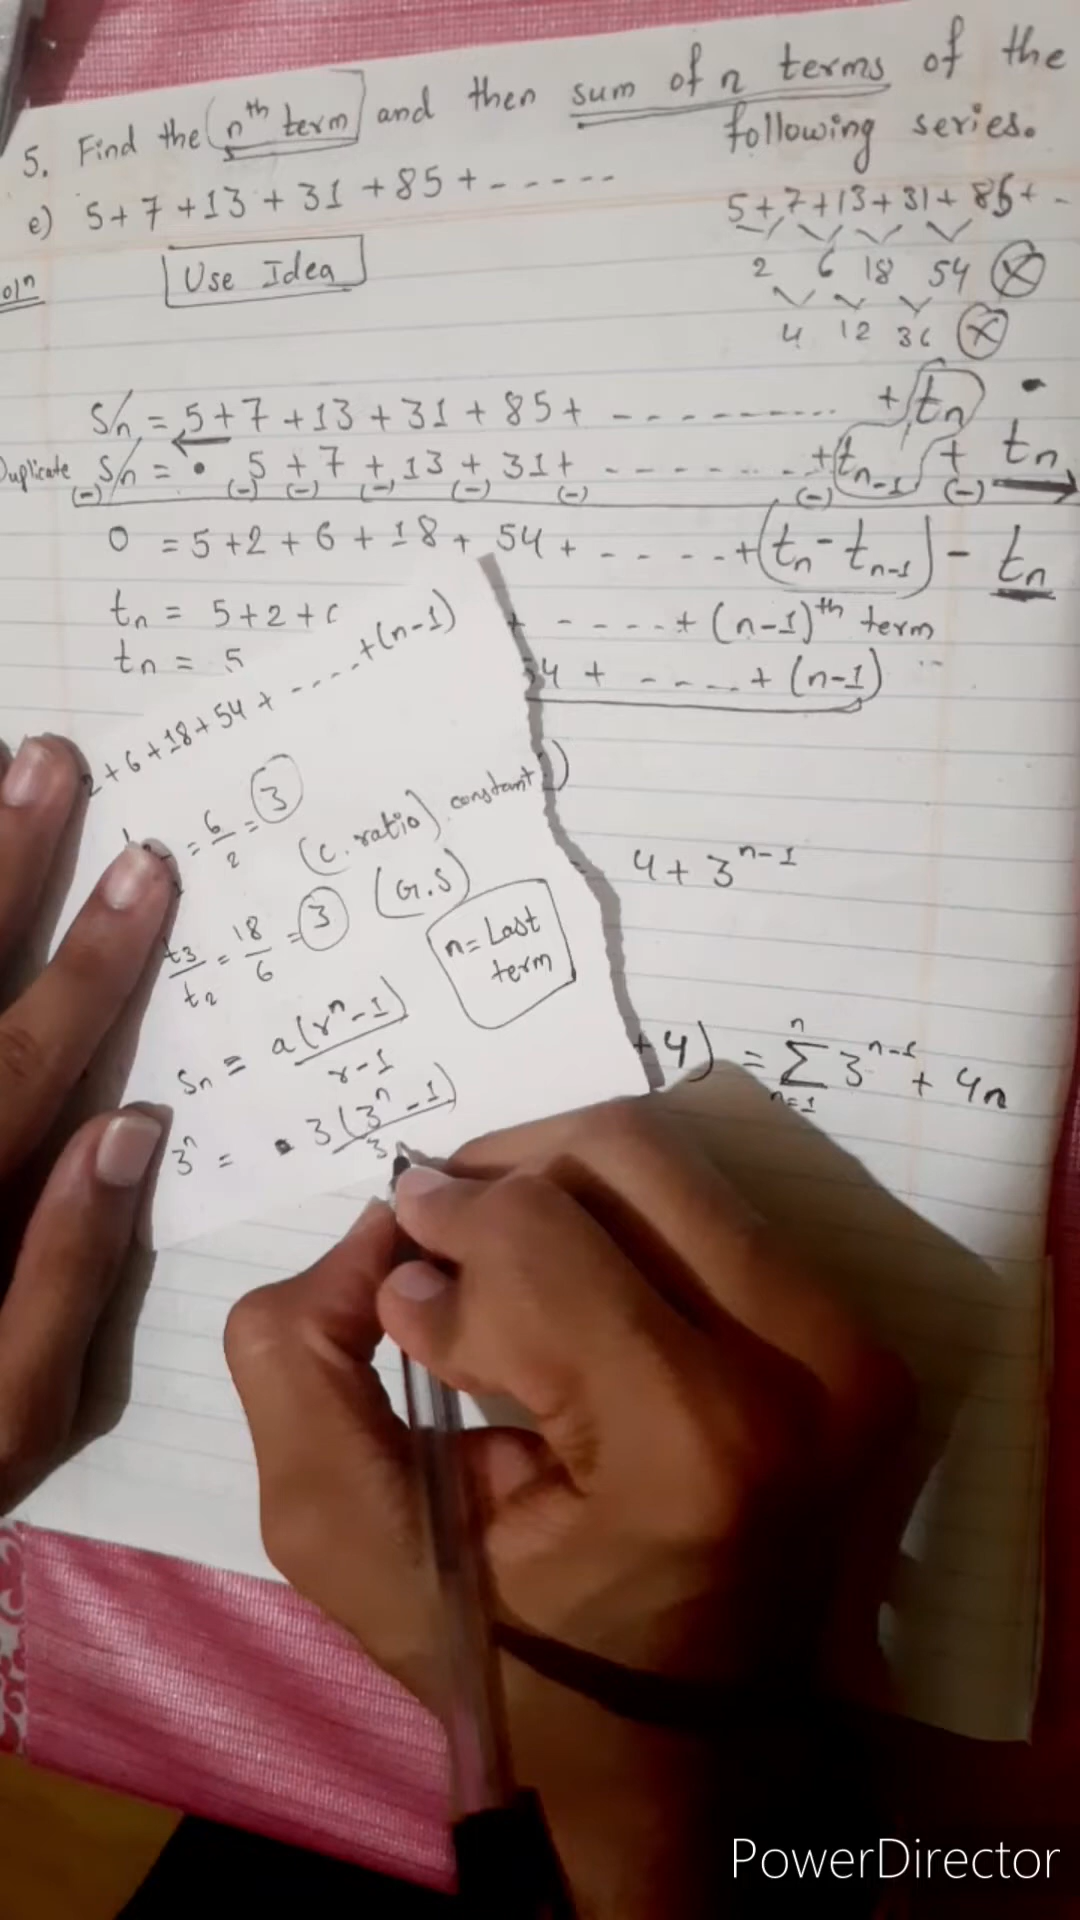 5. Find the (nth term) and then sum of n terms of the
following series.
e) 5+7+13+31+85+------
5+7+13+31+85+--
2 6 18 54 (X)
4 12 36 (X)
Soln
Use Idea
Sn = 5+7+13+31+85+ ---------- +tn
Duplicate Sn = • 5+7+13+31+ ------- +tn-1 + tn
(-) (-) (-) (-) (-) (-) (-) (-)
0 = 5+2+6+18+54+ -----+(tn - tn-1) - tn
tn = 5+2+ + -----+ (n-1)th term
tn = 5 54 + ----+ (n-1)
2+6+18+54+ -----+(n-1)
= 6/2 = 3
(C. ratio) constant
t3/t2 = 18/6 = 3 (G.S)
n = Last
term
Sn = a(r^n-1)/r-1
3^n = 3(3^n-1)/3
4+3^n-1
+4) = n∑n=1 3^n-1 + 4n
PowerDirector